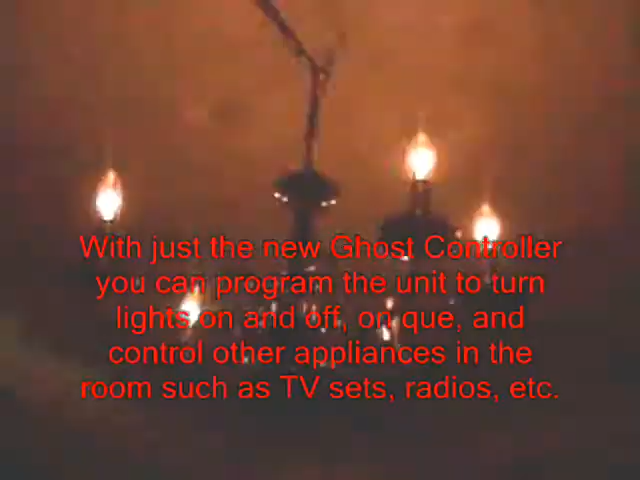 With just the new Ghost Controller
you can program the unit to turn
lights on and off, on que, and
control other appliances in the
room such as TV sets, radios, etc.